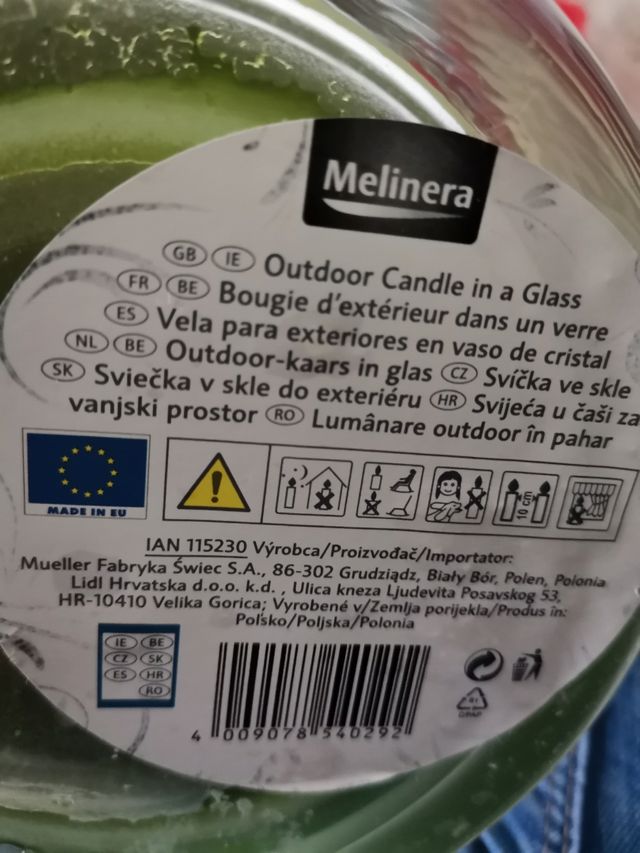 Melinera
GB IE Outdoor Candle in a Glass
FR BE Bougie d'extérieur dans un verre
ES Vela para exteriores en vaso de cristal
NL BE Outdoor-kaars in glas CZ Svíčka ve skle
SK Sviečka v skle do exteriéru HR Svijeća u čaši za
vanjski prostor RO Lumânare outdoor în pahar
MADE IN EU
10 cm
IAN 115230 Výrobca/Proizvođač/Importator:
Mueller Fabryka Świec S.A., 86-302 Grudziądz, Biały Bór, Polen, Polonia
Lidl Hrvatska d.o.o. k.d. , Ulica kneza Ljudevita Posavskog 53,
HR-10410 Velika Gorica; Vyrobené v/Zemlja porijekla/Produs în:
Poľsko/Poljska/Polonia
IE BE
CZ SK
ES HR
RO
4 009078 540292